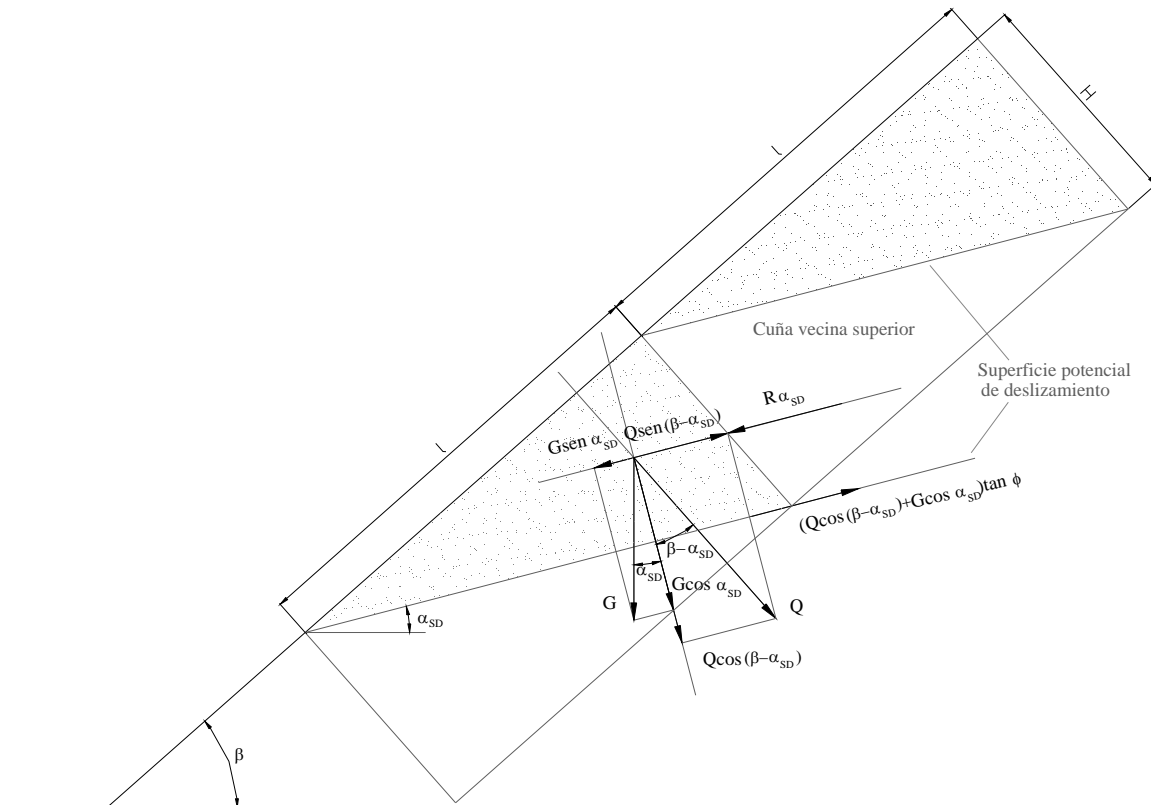 H
l
Cuña vecina superior
Superficie potencial
de deslizamiento
Rα_SD
l
Gsen α_SD Qsen(β−α_SD)
(Qcos(β−α_SD)+Gcos α_SD)tan ϕ
β−α_SD
α_SD
Gcos α_SD
G
Q
α_SD
Qcos(β−α_SD)
β